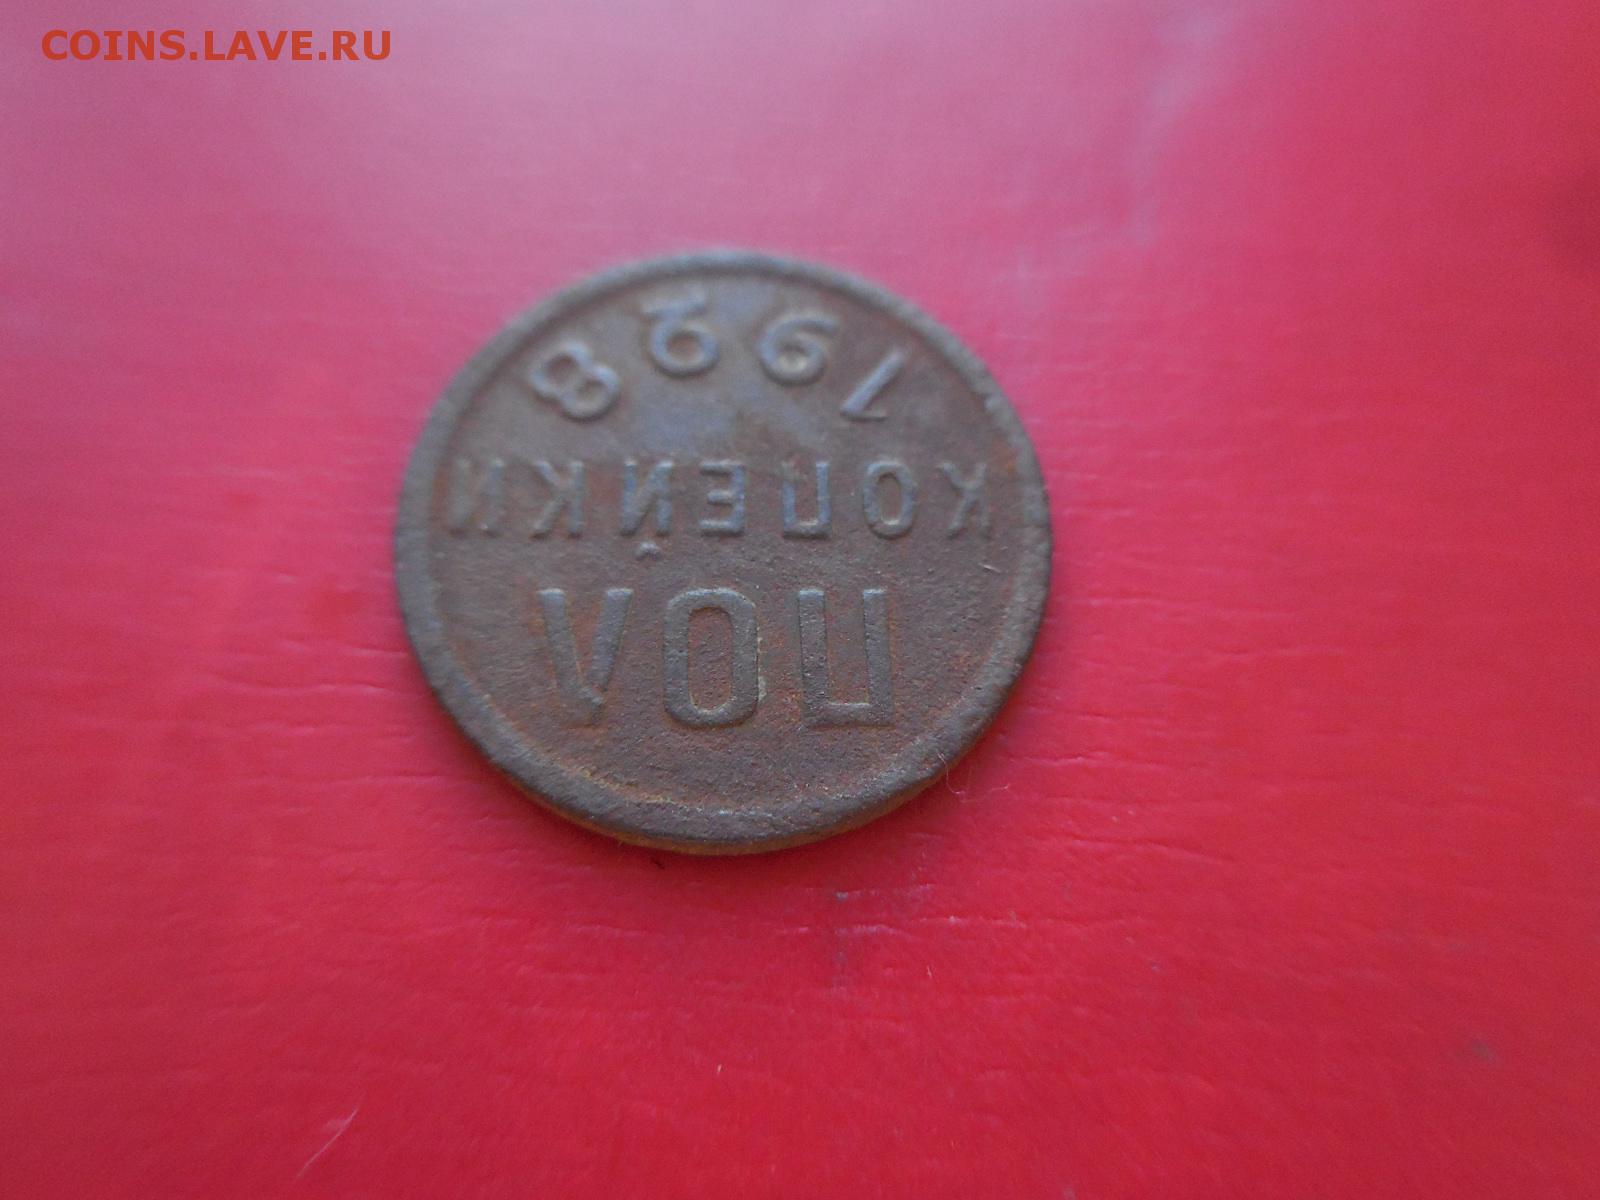 COINS.LAVE.RU
ПОЛ
КОПЕЙКИ
1928